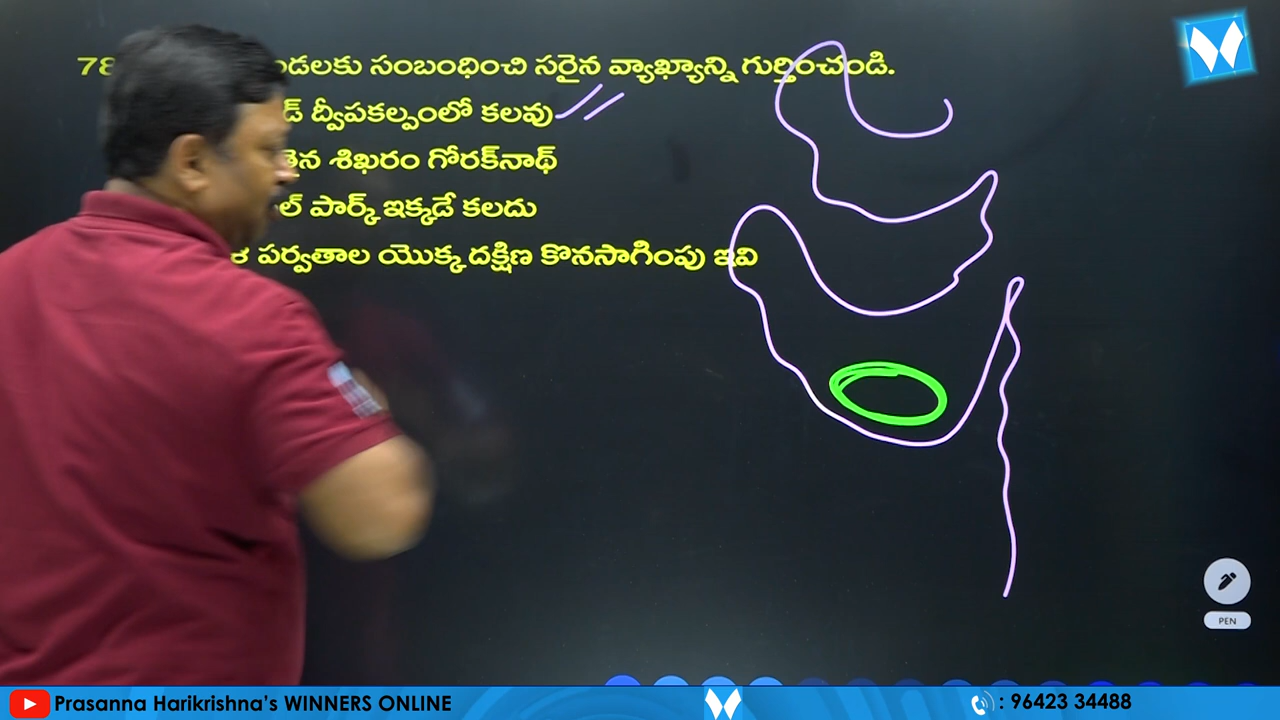 78 సంబంధించి సరైన వ్యాఖ్యాన్ని గుర్తించండి.
ద్వీపకల్పంలో కలవు
శిఖరం గోరక్‌నాథ్
పార్క్ ఇక్కడే కలదు
పర్వతాల యొక్క దక్షిణ కొనసాగింపు ఇవి
PEN
Prasanna Harikrishna's WINNERS ONLINE
: 96423 34488